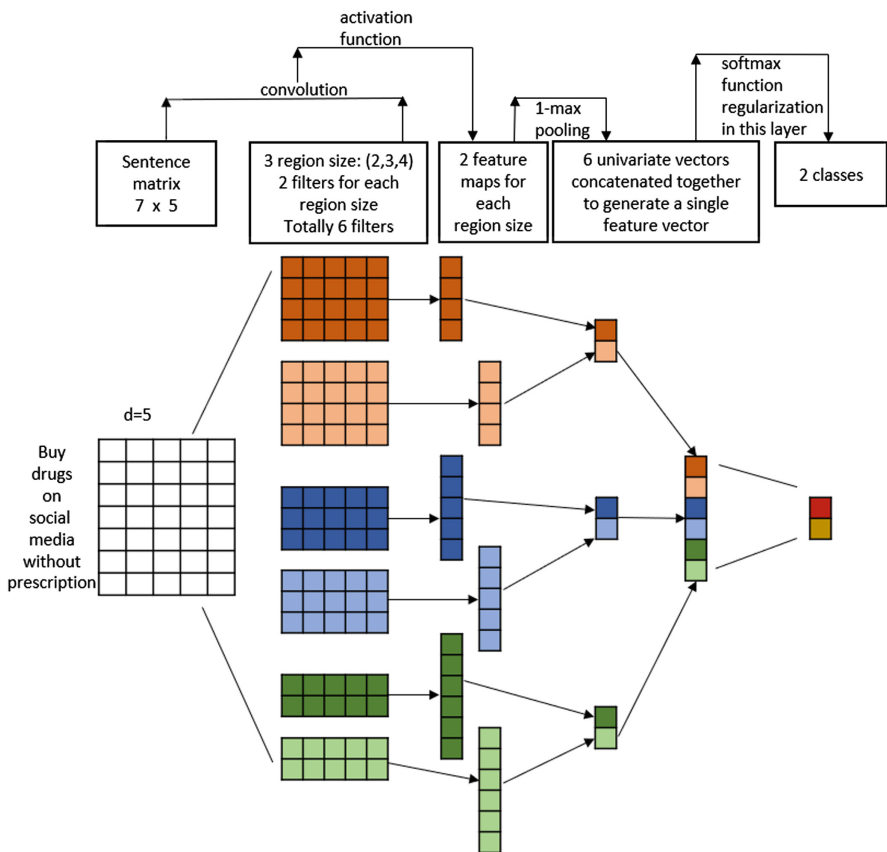 activation
function
convolution
1-max
pooling
softmax
function
regularization
in this layer
Sentence
matrix
7 x 5
3 region size: (2,3,4)
2 filters for each
region size
Totally 6 filters
2 feature
maps for
each
region size
6 univariate vectors
concatenated together
to generate a single
feature vector
2 classes
d=5
Buy
drugs
on
social
media
without
prescription